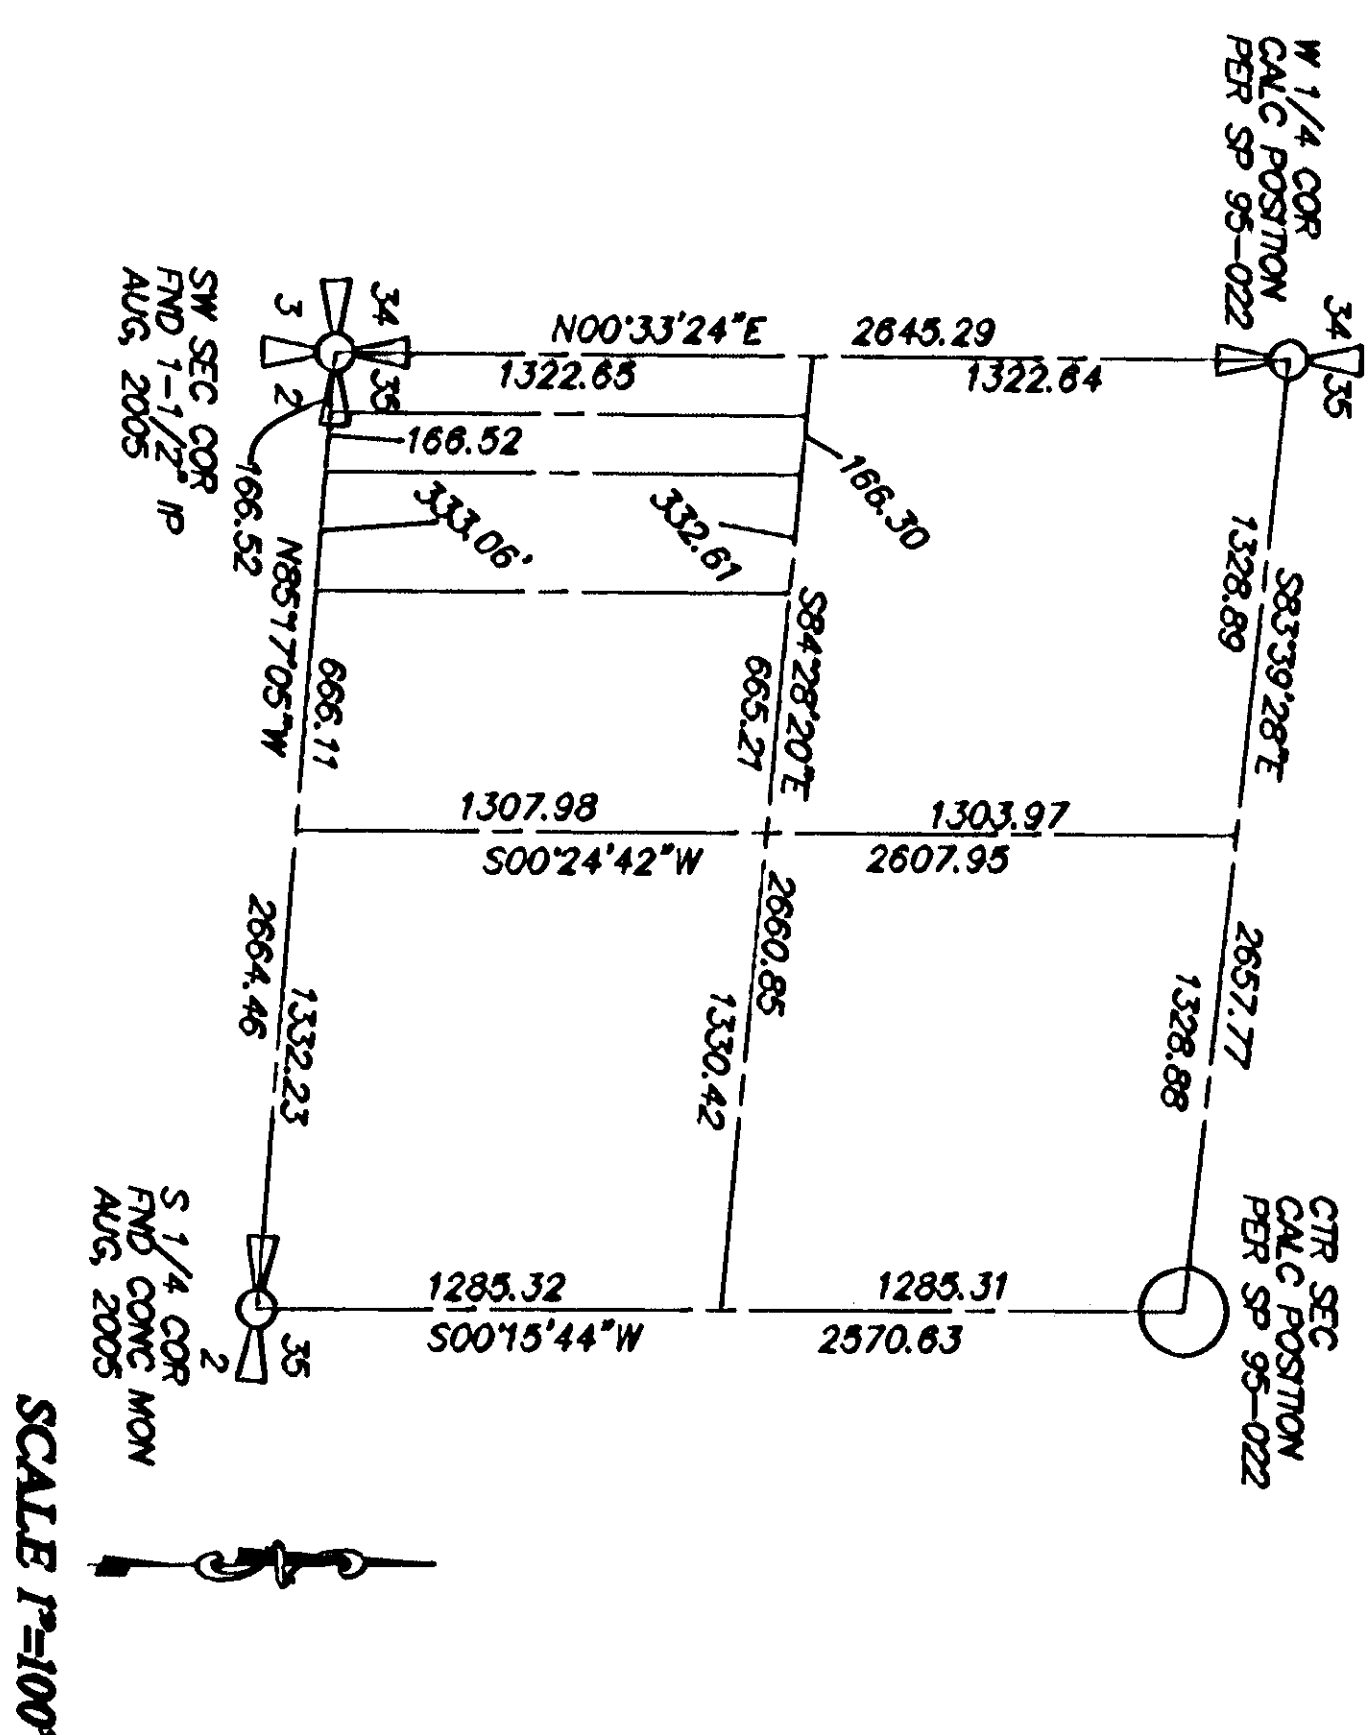 W 1/4 COR
CALC POSITION
PER SP 95-022
34
35
CTR SEC
CALC POSITION
PER SP 95-022
S83°39'28"E
2657.77
1328.89
1328.88
N00°33'24"E
2645.29
1322.65
1322.64
1303.97
2607.95
1307.98
S00°24'42"W
1285.31
2570.63
1285.32
S00°15'44"W
166.30
332.61
S84°28'20"E
665.21
2660.85
1330.42
166.52
333.06'
166.52
N85°17'05"W
666.11
2664.46
1332.23
34
35
3
2
SW SEC COR
FND 1-1/2" IP
AUG, 2005
35
2
S 1/4 COR
FND CONC MON
AUG, 2005